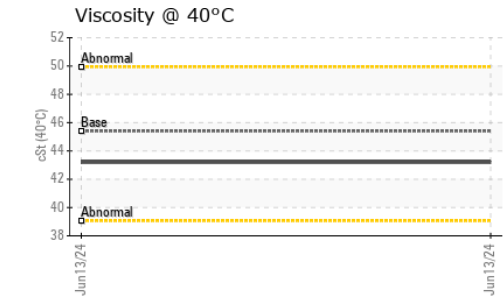 Viscosity @ 40°C
cSt (40°C)
52
50
48
46
44
42
40
38
Abnormal
Base
Abnormal
Jun13/24
Jun13/24